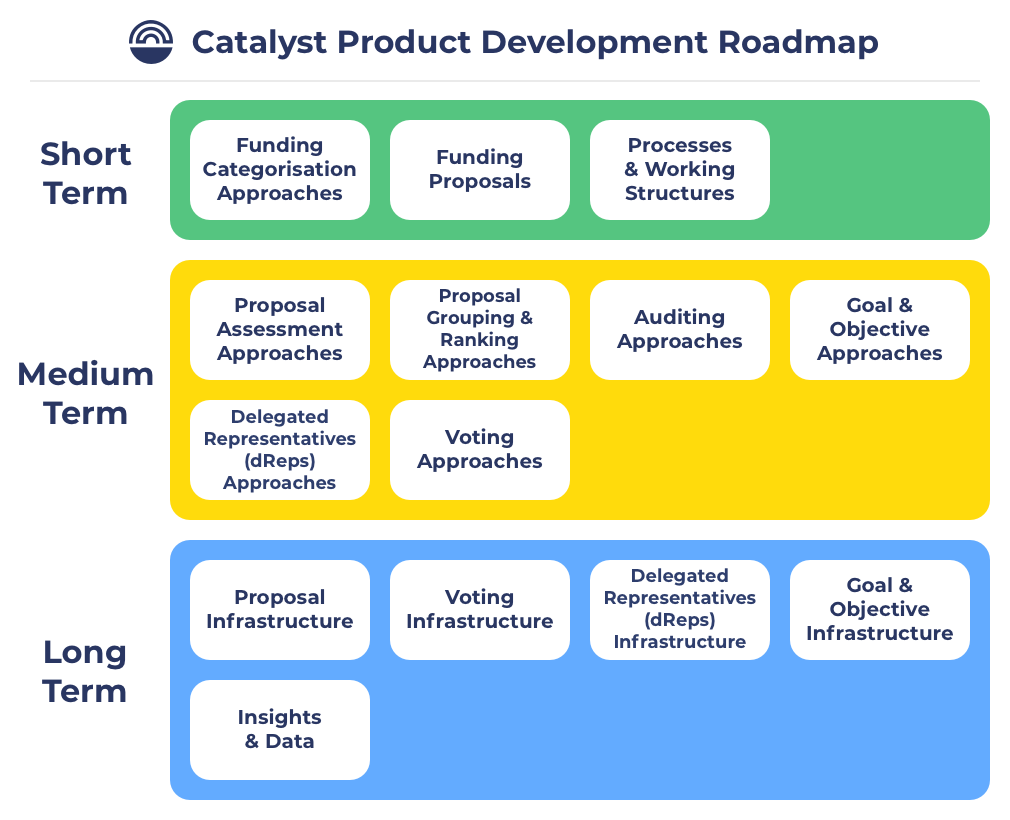 Catalyst Product Development Roadmap
Short
Term
Funding
Categorisation
Approaches
Funding
Proposals
Processes
& Working
Structures
Medium
Term
Proposal
Assessment
Approaches
Proposal
Grouping &
Ranking
Approaches
Auditing
Approaches
Goal &
Objective
Approaches
Delegated
Representatives
(dReps)
Approaches
Voting
Approaches
Long
Term
Proposal
Infrastructure
Voting
Infrastructure
Delegated
Representatives
(dReps)
Infrastructure
Goal &
Objective
Infrastructure
Insights
& Data